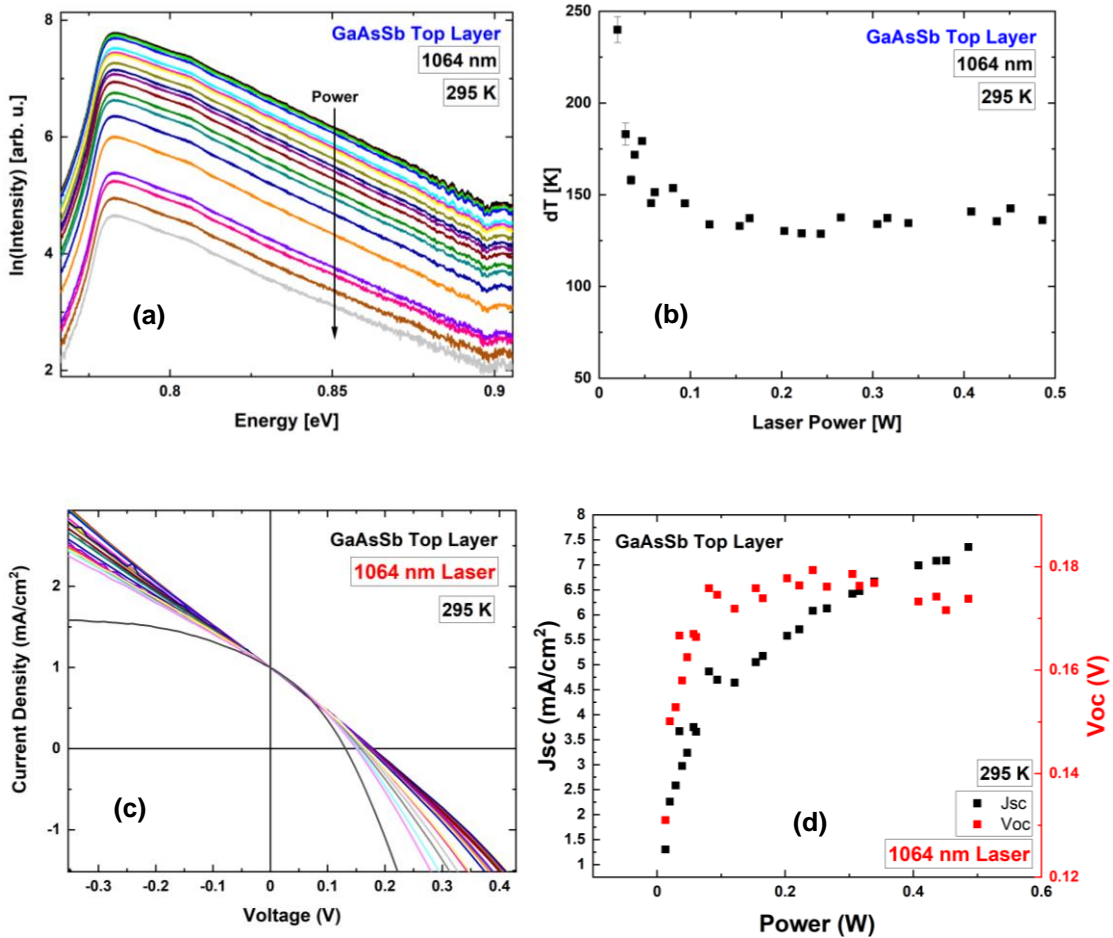 GaAsSb Top Layer
1064 nm
295 K
Power
(a)
ln(Intensity) [arb. u.]
8
6
4
2
0.8
0.85
0.9
Energy [eV]
GaAsSb Top Layer
1064 nm
295 K
(b)
dT [K]
250
200
150
100
50
0
0.1
0.2
0.3
0.4
0.5
Laser Power [W]
GaAsSb Top Layer
1064 nm Laser
295 K
(c)
Current Density (mA/cm²)
2
1
0
-1
-0.3
-0.2
-0.1
0
0.1
0.2
0.3
0.4
Voltage (V)
GaAsSb Top Layer
295 K
Jsc
Voc
1064 nm Laser
(d)
Jsc (mA/cm²)
8
7.5
7
6.5
6
5.5
5
4.5
4
3.5
3
2.5
2
1.5
1
0
0.2
0.4
0.6
Power (W)
0.18
0.16
0.14
0.12
Voc (V)